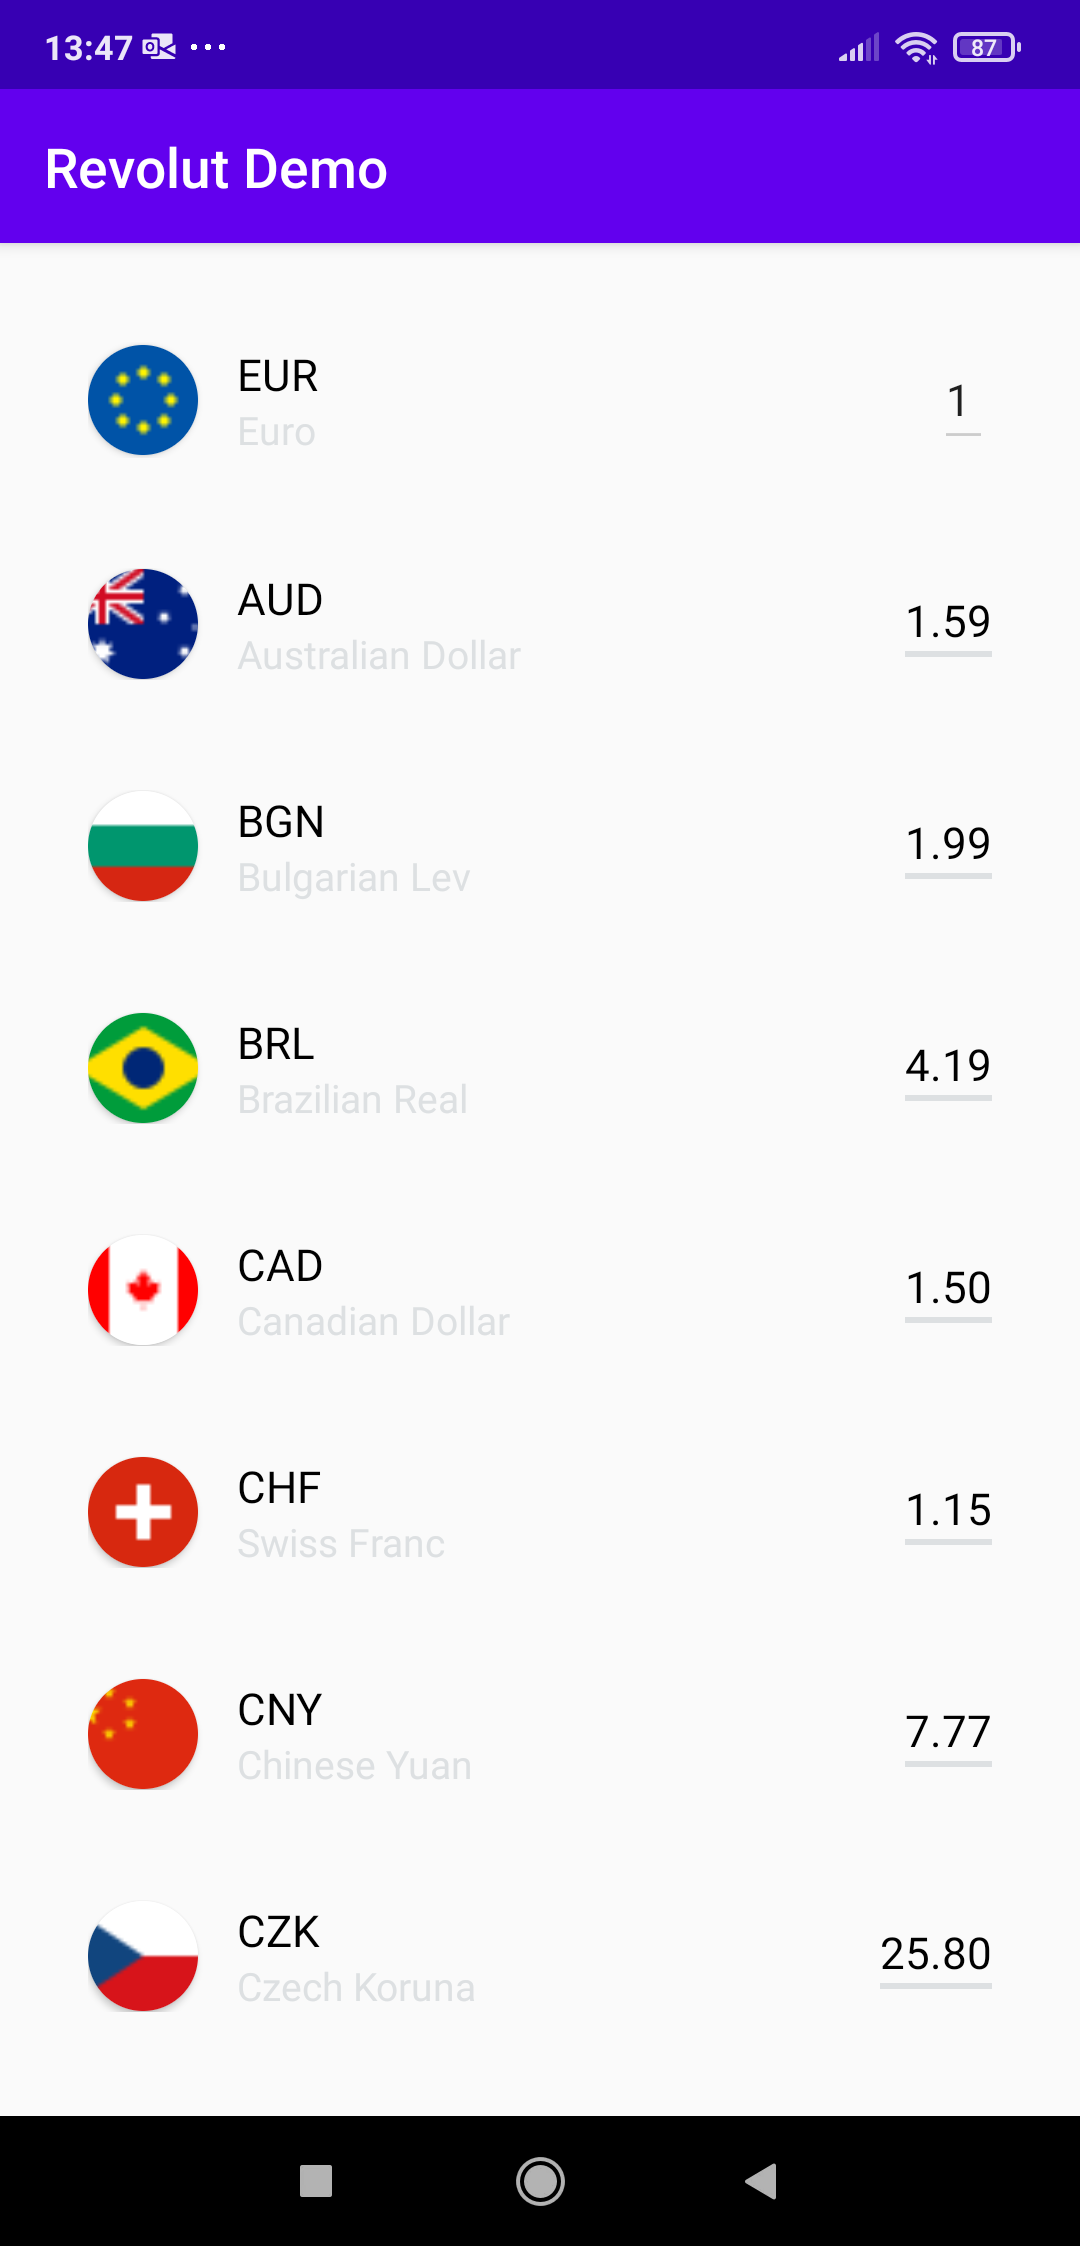 13:47
87
Revolut Demo
EUR
Euro
1
AUD
Australian Dollar
1.59
BGN
Bulgarian Lev
1.99
BRL
Brazilian Real
4.19
CAD
Canadian Dollar
1.50
CHF
Swiss Franc
1.15
CNY
Chinese Yuan
7.77
CZK
Czech Koruna
25.80